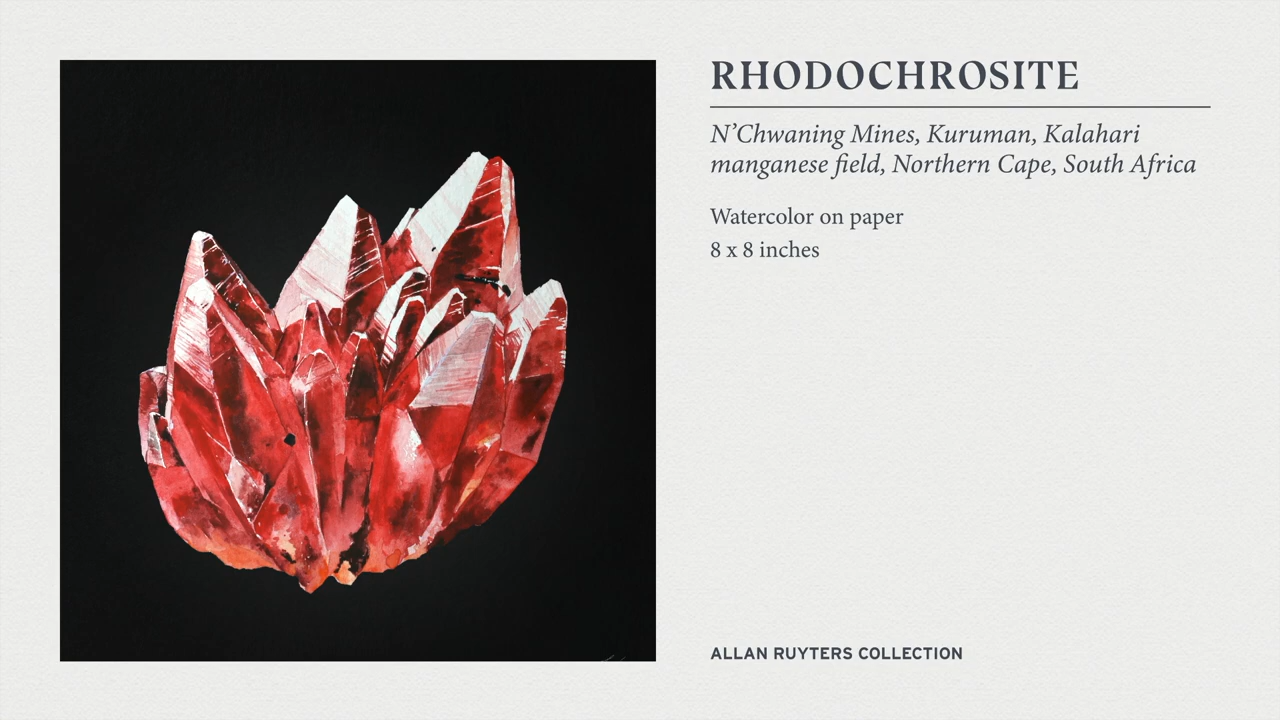 RHODOCHROSITE
N’Chwaning Mines, Kuruman, Kalahari
manganese field, Northern Cape, South Africa
Watercolor on paper
8 x 8 inches
ALLAN RUYTERS COLLECTION